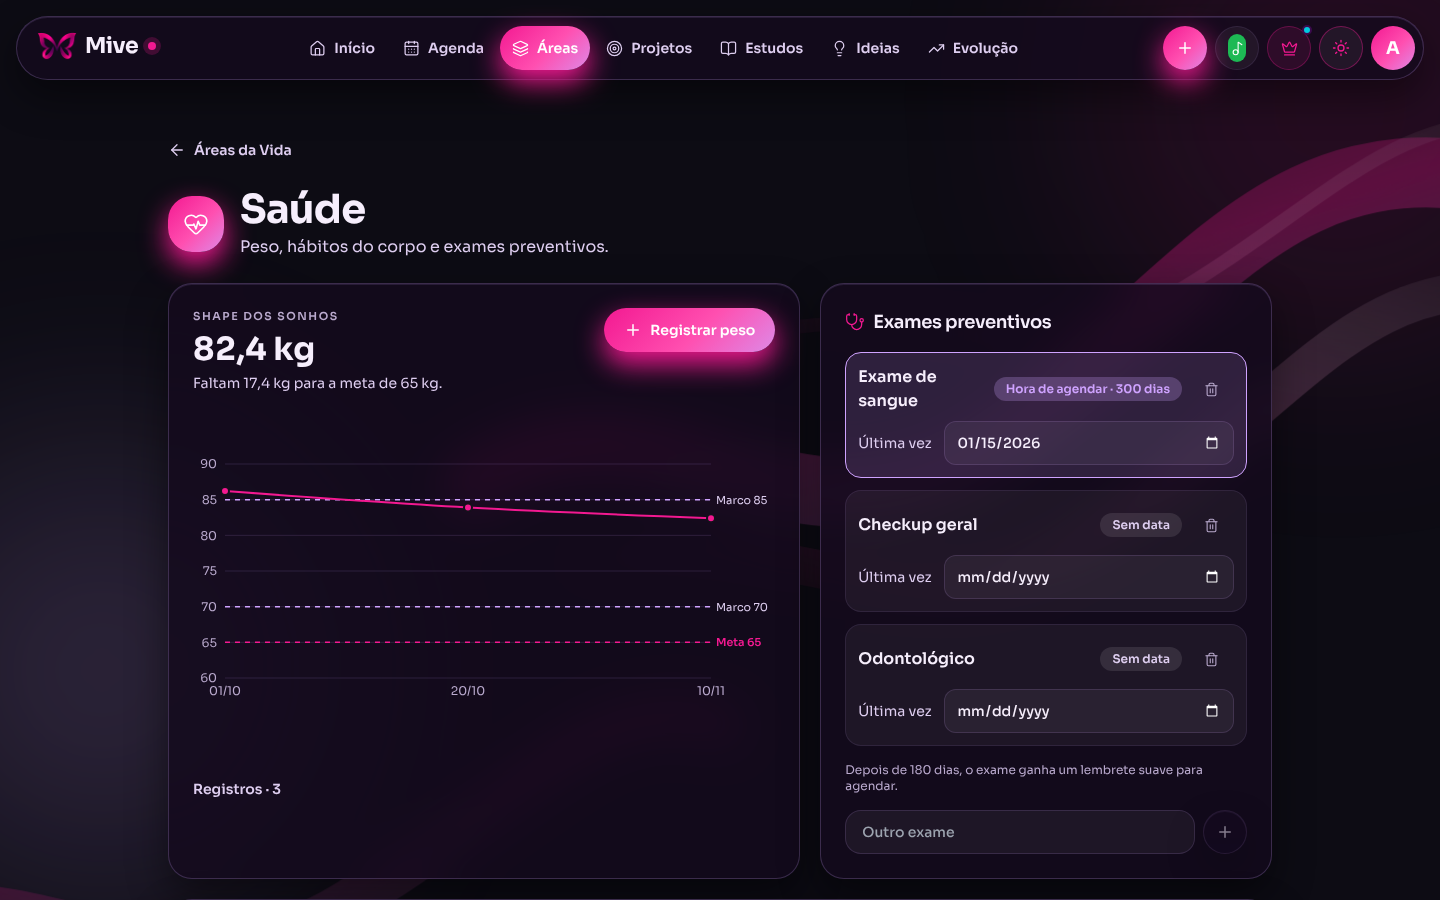 Mive
Início
Agenda
Áreas
Projetos
Estudos
Ideias
Evolução
A
Áreas da Vida
Saúde
Peso, hábitos do corpo e exames preventivos.
SHAPE DOS SONHOS
82,4 kg
Faltam 17,4 kg para a meta de 65 kg.
Registrar peso
90
85
80
75
70
65
60
Marco 85
Marco 70
Meta 65
01/10
20/10
10/11
Registros · 3
Exames preventivos
Exame de
sangue
Hora de agendar · 300 dias
Última vez
01/15/2026
Checkup geral
Sem data
Última vez
mm/dd/yyyy
Odontológico
Sem data
Última vez
mm/dd/yyyy
Depois de 180 dias, o exame ganha um lembrete suave para
agendar.
Outro exame